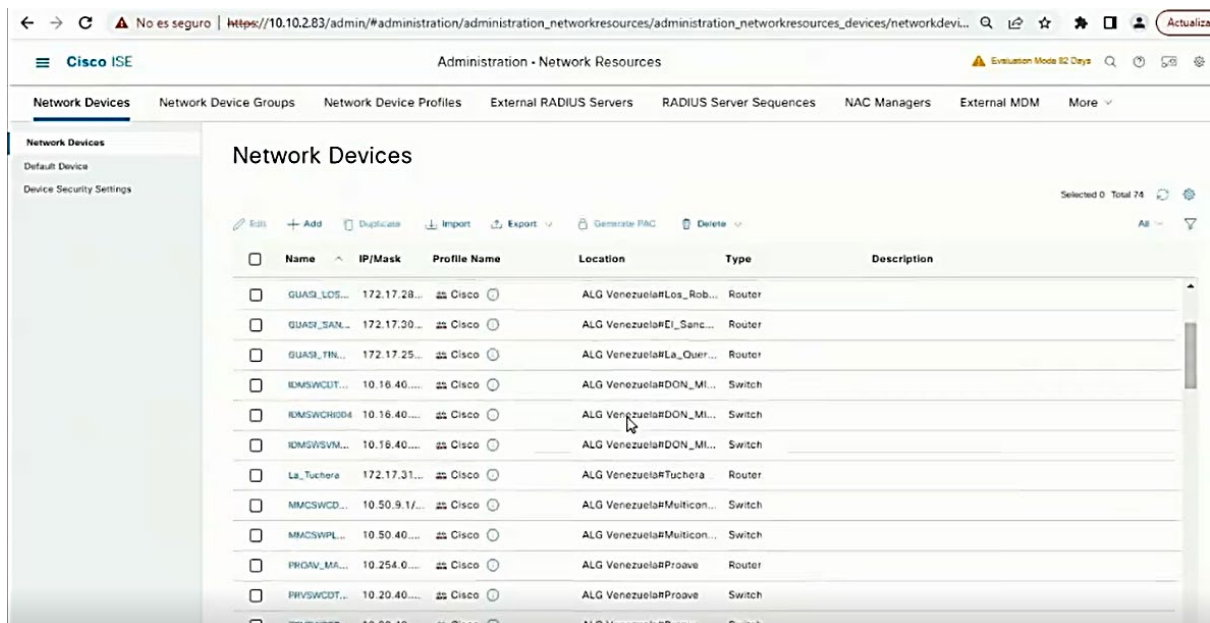 No es seguro | https://10.10.2.83/admin/#administration/administration_networkresources/administration_networkresources_devices/networkdevi... Actualiza
Cisco ISE Administration - Network Resources Evaluation Mode 82 Days
Network Devices Network Device Groups Network Device Profiles External RADIUS Servers RADIUS Server Sequences NAC Managers External MDM More
Network Devices
Default Device
Device Security Settings
Network Devices
Selected 0 Total 74
Edit Add Duplicate Import Export Generate PAC Delete All
Name IP/Mask Profile Name Location Type Description
GUASI_LOS... 172.17.28... Cisco ALG Venezuela#Los_Rob... Router
GUASI_SAN... 172.17.30... Cisco ALG Venezuela#El_Sanc... Router
GUASI_TIN... 172.17.25... Cisco ALG Venezuela#La_Quer... Router
IDMSWCDT... 10.16.40.... Cisco ALG Venezuela#DON_MI... Switch
IDMSWCRI004 10.16.40.... Cisco ALG Venezuela#DON_MI... Switch
IDMSWSVM... 10.16.40.... Cisco ALG Venezuela#DON_MI... Switch
La_Tuchera 172.17.31... Cisco ALG Venezuela#Tuchera Router
MMCSWCD... 10.50.9.1/... Cisco ALG Venezuela#Multicon... Switch
MMCSWPL... 10.50.40.... Cisco ALG Venezuela#Multicon... Switch
PROAV_MA... 10.254.0.... Cisco ALG Venezuela#Proave Router
PRVSWCDT... 10.20.40.... Cisco ALG Venezuela#Proave Switch